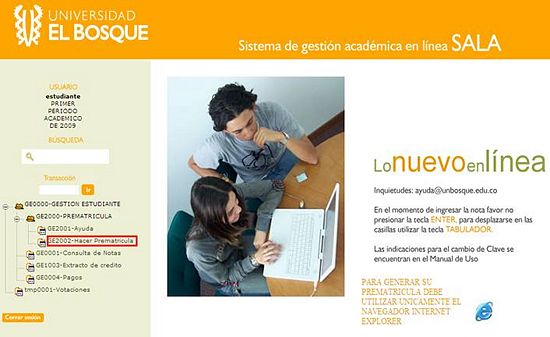 UNIVERSIDAD
EL BOSQUE
Sistema de gestión académica en línea SALA
USUARIO
estudiante
PRIMER
PERIODO
ACADEMICO
DE 2009
BÚSQUEDA
Transacción
Ir
GE0000-GESTION ESTUDIANTE
GE2000-PREMATRICULA
GE2001-Ayuda
GE2002-Hacer Prematricula
GE0001-Consulta de Notas
GE1003-Extracto de credito
GE0004-Pagos
tmp0001-Votaciones
Cerrar sesión
Lo nuevo en línea
Inquietudes: ayuda@unbosque.edu.co
En el momento de ingresar la nota favor no
presionar la tecla ENTER, para desplazarse en las
casillas utilizar la tecla TABULADOR.
Las indicaciones para el cambio de Clave se
encuentran en el Manual de Uso
PARA GENERAR SU
PREMATRICULA DEBE
UTILIZAR UNICAMENTE EL
NAVEGADOR INTERNET
EXPLORER